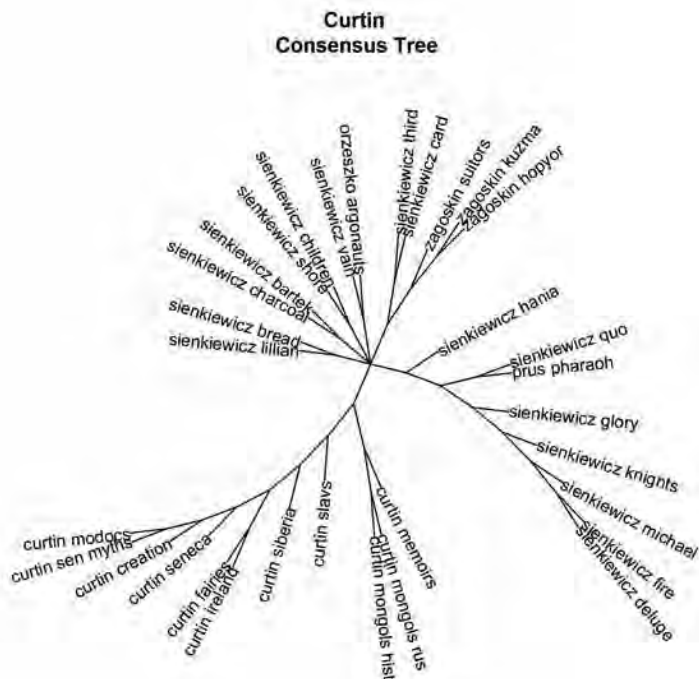 Curtin
Consensus Tree
sienkiewicz third
sienkiewicz card
zagoskin suitors
zagoskin kuzma
zagoskin hopyor
orzeszko argonauts
sienkiewicz vain
sienkiewicz children
sienkiewicz shore
sienkiewicz bartek
sienkiewicz charcoal
sienkiewicz bread
sienkiewicz lillian
sienkiewicz hania
sienkiewicz quo
prus pharaoh
sienkiewicz glory
sienkiewicz knights
sienkiewicz michael
sienkiewicz fire
sienkiewicz deluge
curtin memoirs
curtin mongols rus
curtin mongols hist
curtin slavs
curtin siberia
curtin ireland
curtin fairies
curtin seneca
curtin creation
curtin sen myths
curtin modocs